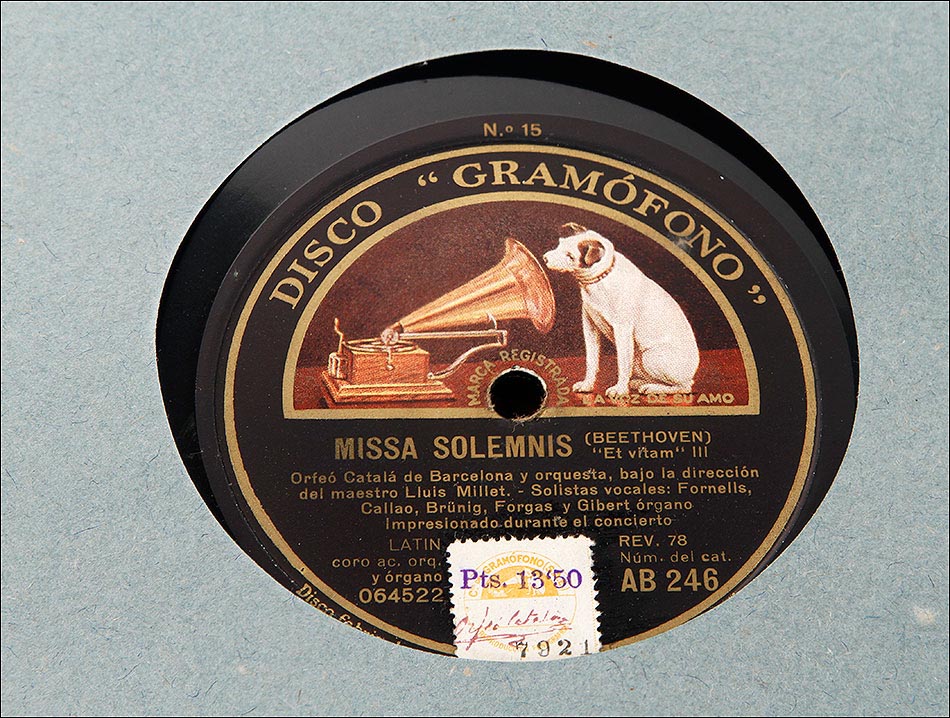 N.º 15
DISCO “GRAMÓFONO”
MARCA REGISTRADA
LA VOZ DE SU AMO
MISSA SOLEMNIS (BEETHOVEN)
"Et vitam" III
Orfeó Catalá de Barcelona y orquesta, bajo la dirección
del maestro Lluis Millet. - Solistas vocales: Fornells,
Callao, Brünig, Forgas y Gibert órgano
Impresionado durante el concierto
LATIN
coro ac. orq.
y órgano
064522
REV. 78
Núm. del cat.
AB 246
GRAMÓFONO
Pts. 13'50
Orfeó Catalán
7921
Disco